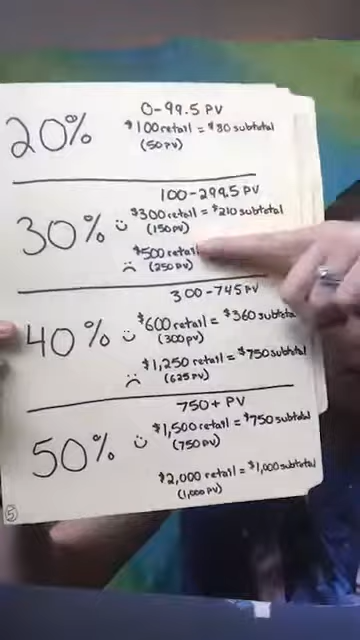 20%
0-99.5 PV
$100 retail = $80 subtotal
(50 PV)
30%
100-299.5 PV
$300 retail = $210 subtotal
(150 PV)
$500 retail
(250 PV)
40%
300-745 PV
$600 retail = $360 subtotal
(300 PV)
$1,250 retail = $750 subtotal
(625 PV)
50%
750+ PV
$1,500 retail = $750 subtotal
(750 PV)
$2,000 retail = $1,000 subtotal
(1,000 PV)
5